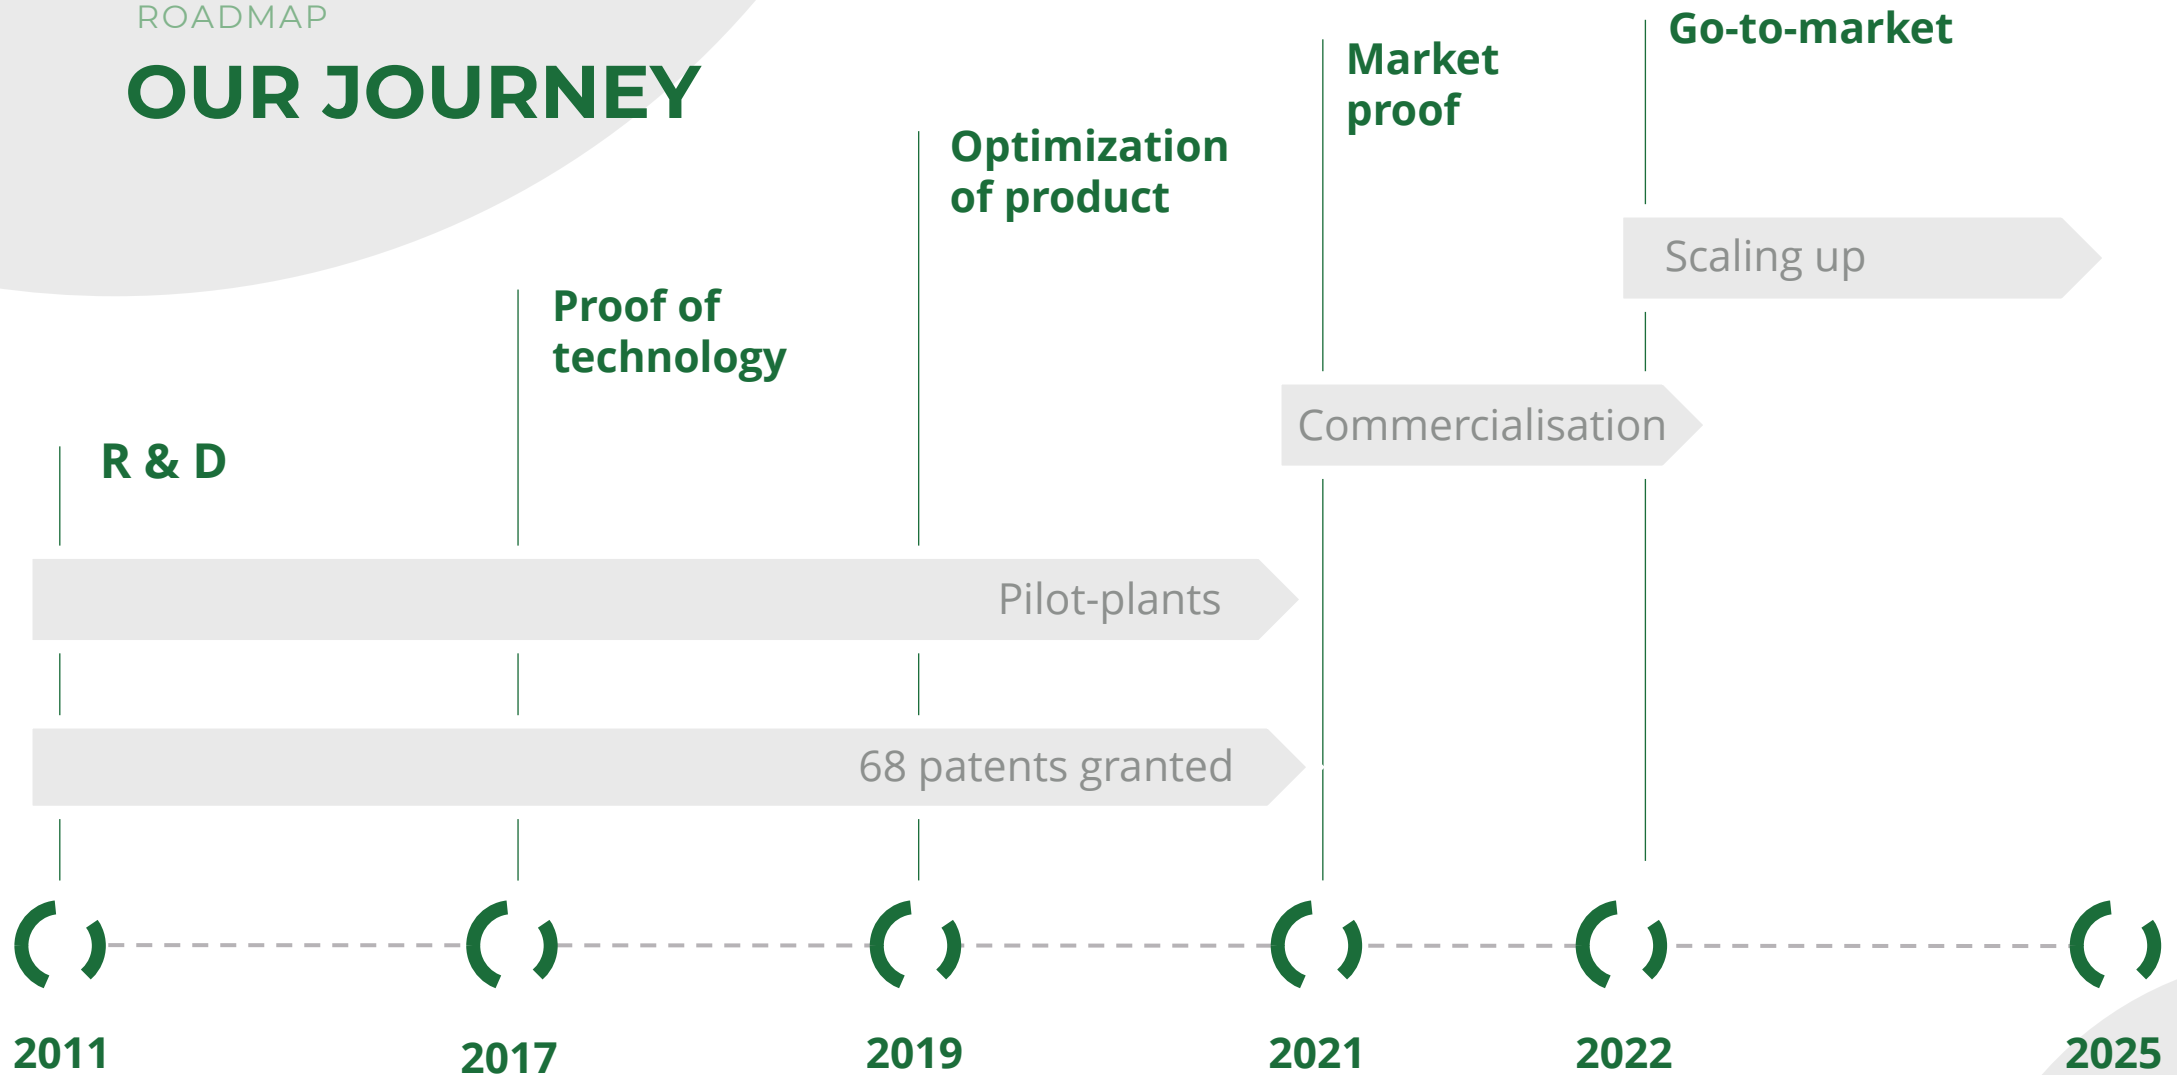 ROADMAP
OUR JOURNEY
Go-to-market
Market
proof
Optimization
of product
Scaling up
Proof of
technology
Commercialisation
R & D
Pilot-plants
68 patents granted
2011
2017
2019
2021
2022
2025